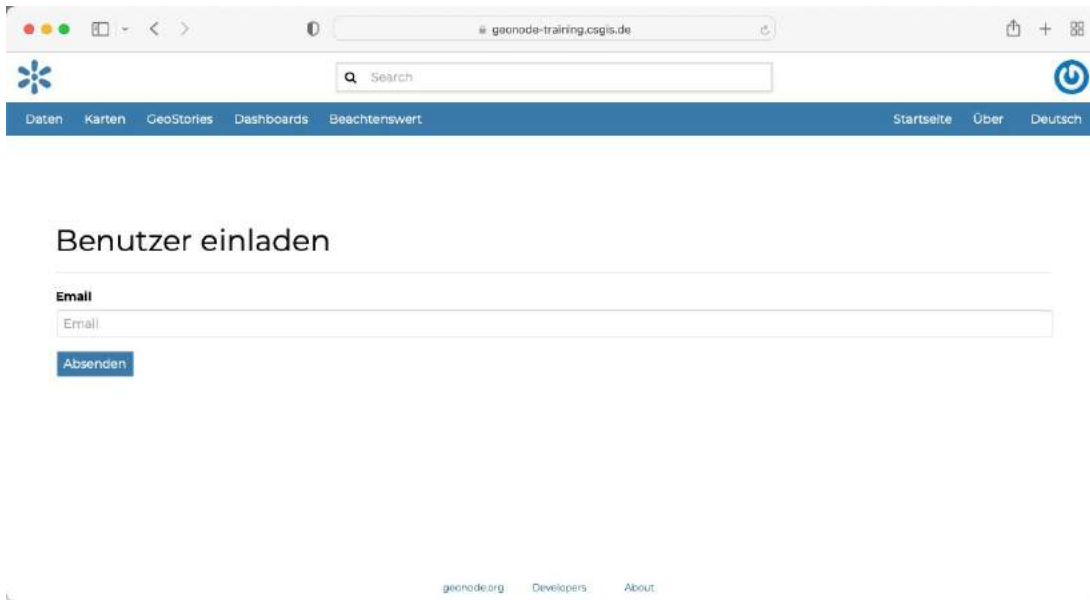 geonode-training.csgis.de
Search
Daten Karten GeoStories Dashboards Beachtenswert Startseite Über Deutsch
Benutzer einladen
Email
Email
Absenden
geonode.org Developers About